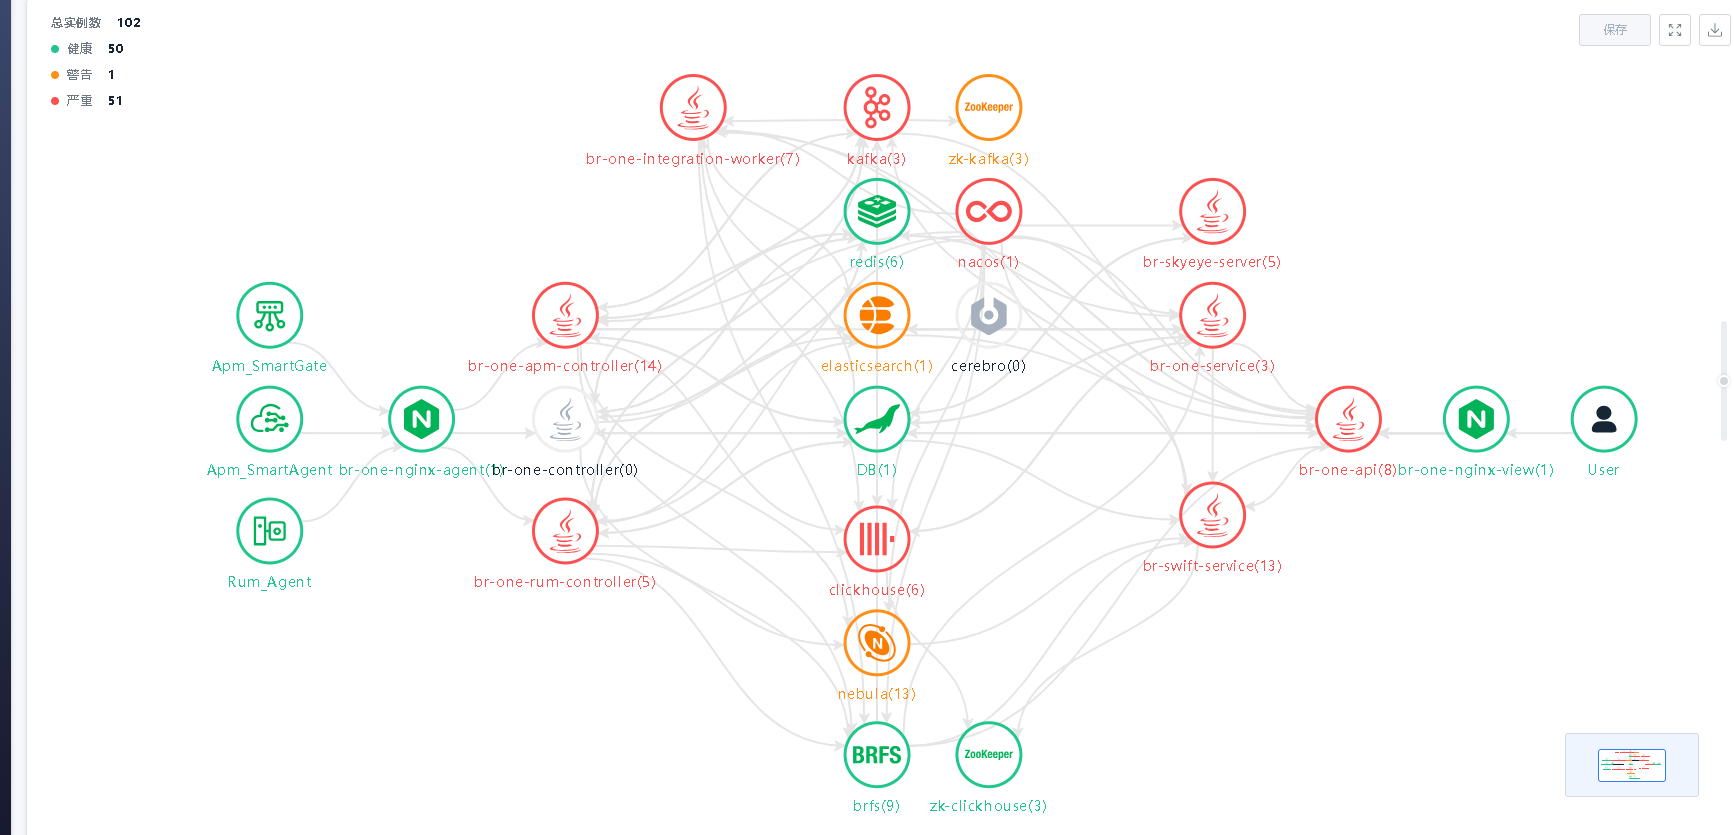 总实例数 102
健康 50
警告 1
严重 51
保存
ZooKeeper
br-one-integration-worker(7)
kafka(3)
zk-kafka(3)
redis(6)
nacos(1)
br-skyeye-server(5)
Apm_SmartGate
br-one-apm-controller(14)
elasticsearch(1)
cerebro(0)
br-one-service(3)
N
N
Apm_SmartAgent
br-one-nginx-agent(1)
br-one-controller(0)
DB(1)
br-one-api(8)
br-one-nginx-view(1)
User
Rum_Agent
br-one-rum-controller(5)
clickhouse(6)
br-swift-service(13)
N
nebula(13)
BRFS
ZooKeeper
brfs(9)
zk-clickhouse(3)